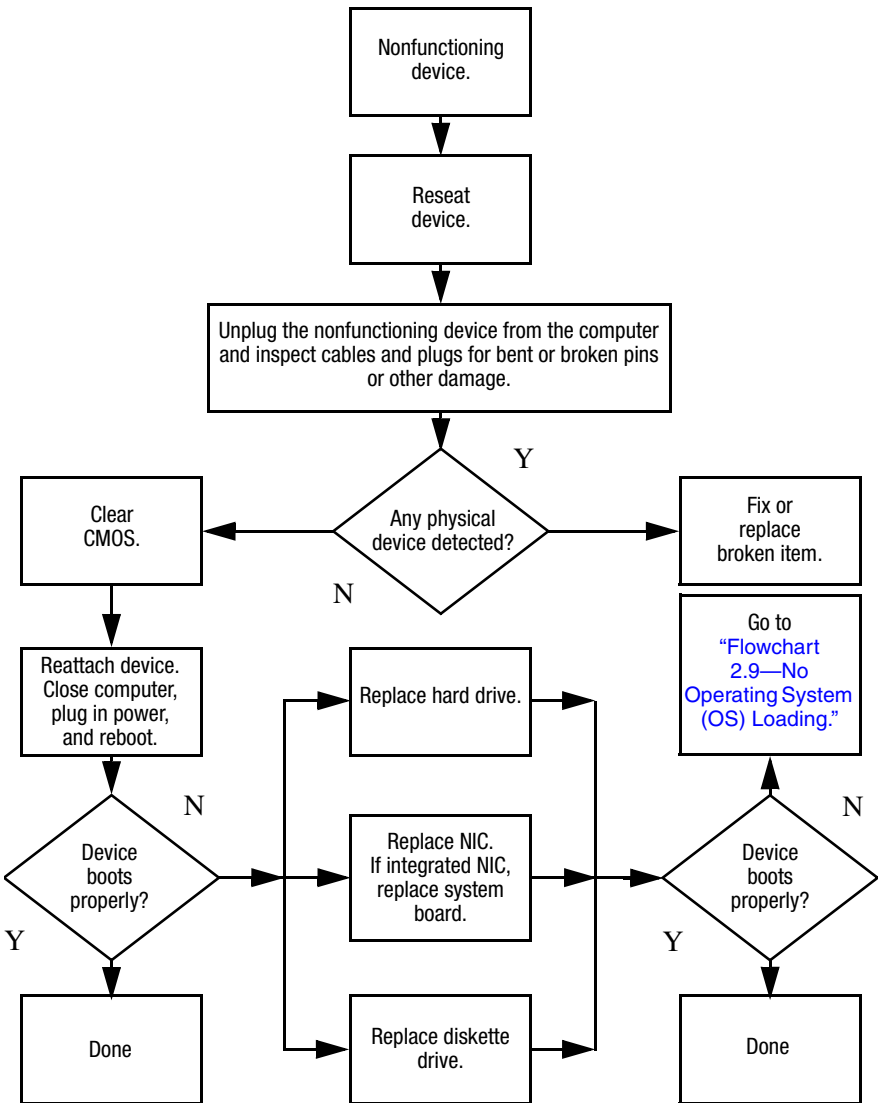 Nonfunctioning
device.
Reseat
device.
Unplug the nonfunctioning device from the computer
and inspect cables and plugs for bent or broken pins
or other damage.
Y
Any physical
device detected?
N
Clear
CMOS.
Fix or
replace
broken item.
Reattach device.
Close computer,
plug in power,
and reboot.
Go to
“Flowchart
2.9—No
Operating System
(OS) Loading.”
Replace hard drive.
N
Device
boots
properly?
Y
Replace NIC.
If integrated NIC,
replace system
board.
N
Device
boots
properly?
Y
Done
Replace diskette
drive.
Done